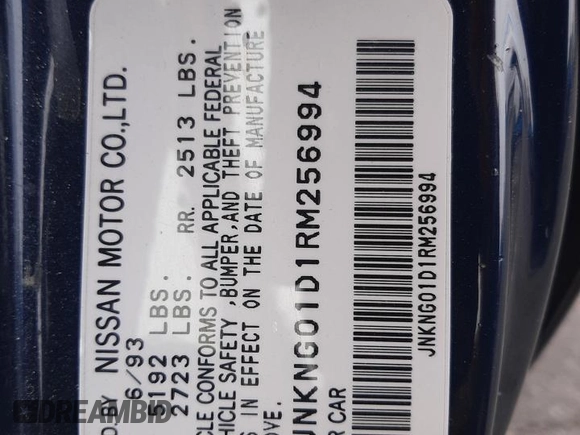 D BY NISSAN MOTOR CO.,LTD.
6/93
5192 LBS.
2723 LBS. RR. 2513 LBS.
CLE CONFORMS TO ALL APPLICABLE FEDERAL
HICLE SAFETY ,BUMPER,AND THEFT PREVENTION
S IN EFFECT ON THE DATE OF MANUFACTURE
OVE.
JNKNG01D1RM256994
R CAR
JNKNG01D1RM256994
DREAMBID